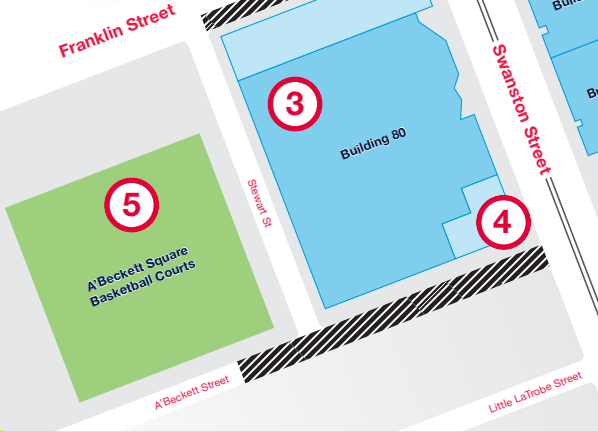 Franklin Street
3
Building 80
Swanston Street
Stewart St
5
A'Beckett Square
Basketball Courts
4
A'Beckett Street
Little LaTrobe Street